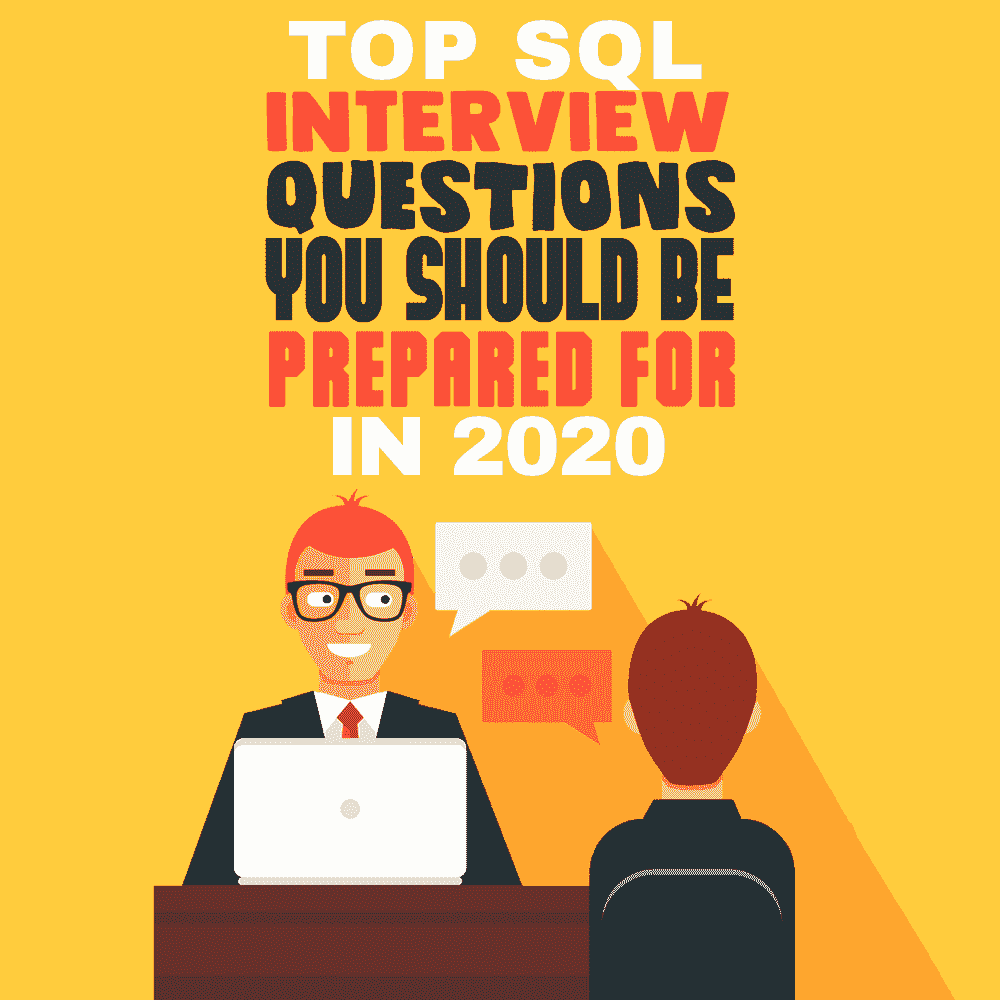 TOP SQL
INTERVIEW
QUESTIONS
YOU SHOULD BE
PREPARED FOR
IN 2020